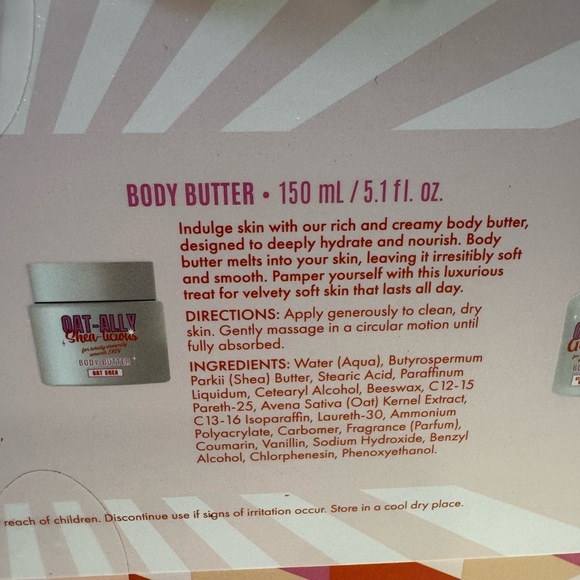 BODY BUTTER • 150 mL / 5.1 fl. oz.
Indulge skin with our rich and creamy body butter,
designed to deeply hydrate and nourish. Body
butter melts into your skin, leaving it irresitibly soft
and smooth. Pamper yourself with this luxurious
treat for velvety soft skin that lasts all day.
DIRECTIONS: Apply generously to clean, dry
skin. Gently massage in a circular motion until
fully absorbed.
INGREDIENTS: Water (Aqua), Butyrospermum
Parkii (Shea) Butter, Stearic Acid, Paraffinum
Liquidum, Cetearyl Alcohol, Beeswax, C12-15
Pareth-25, Avena Sativa (Oat) Kernel Extract,
C13-16 Isoparaffin, Laureth-30, Ammonium
Polyacrylate, Carbomer, Fragrance (Parfum),
Coumarin, Vanillin, Sodium Hydroxide, Benzyl
Alcohol, Chlorphenesin, Phenoxyethanol.
OAT-ALLY
Shea-licious
BODY BUTTER
OAT SHEA
reach of children. Discontinue use if signs of irritation occur. Store in a cool dry place.